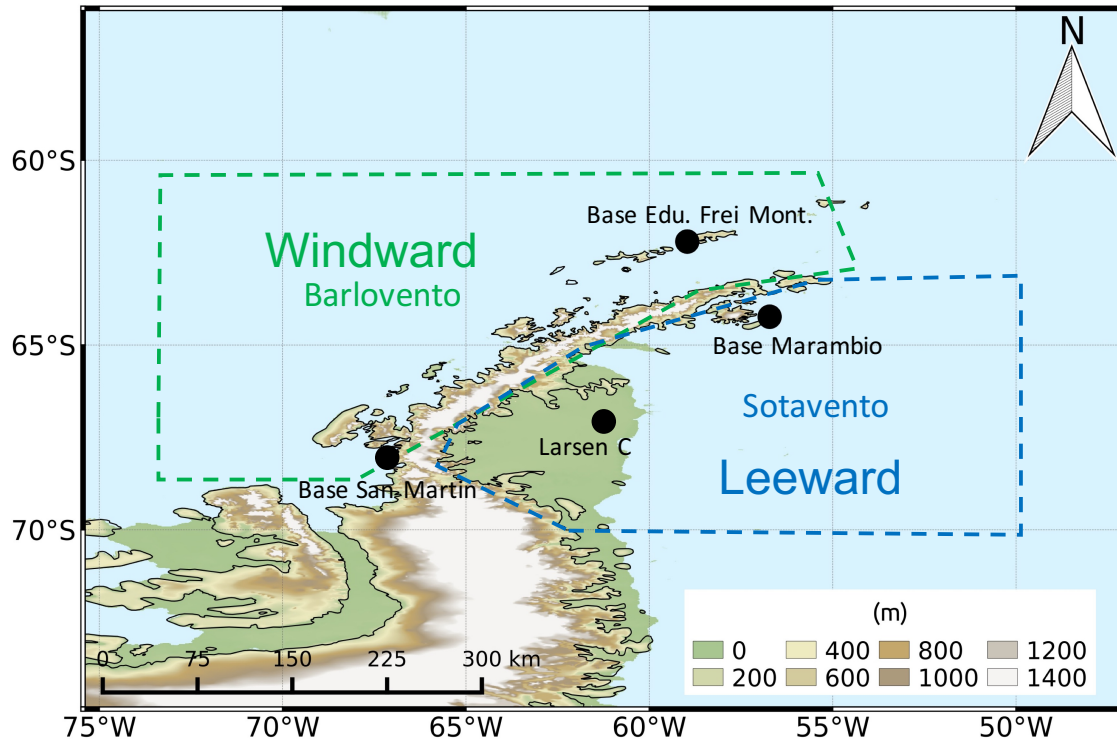 N
60°S
Base Edu. Frei Mont.
Windward
Barlovento
65°S
Base Marambio
Sotavento
Larsen C
Leeward
Base San Martin
70°S
(m)
0 400 800 1200
200 600 1000 1400
0 75 150 225 300 km
75°W 70°W 65°W 60°W 55°W 50°W